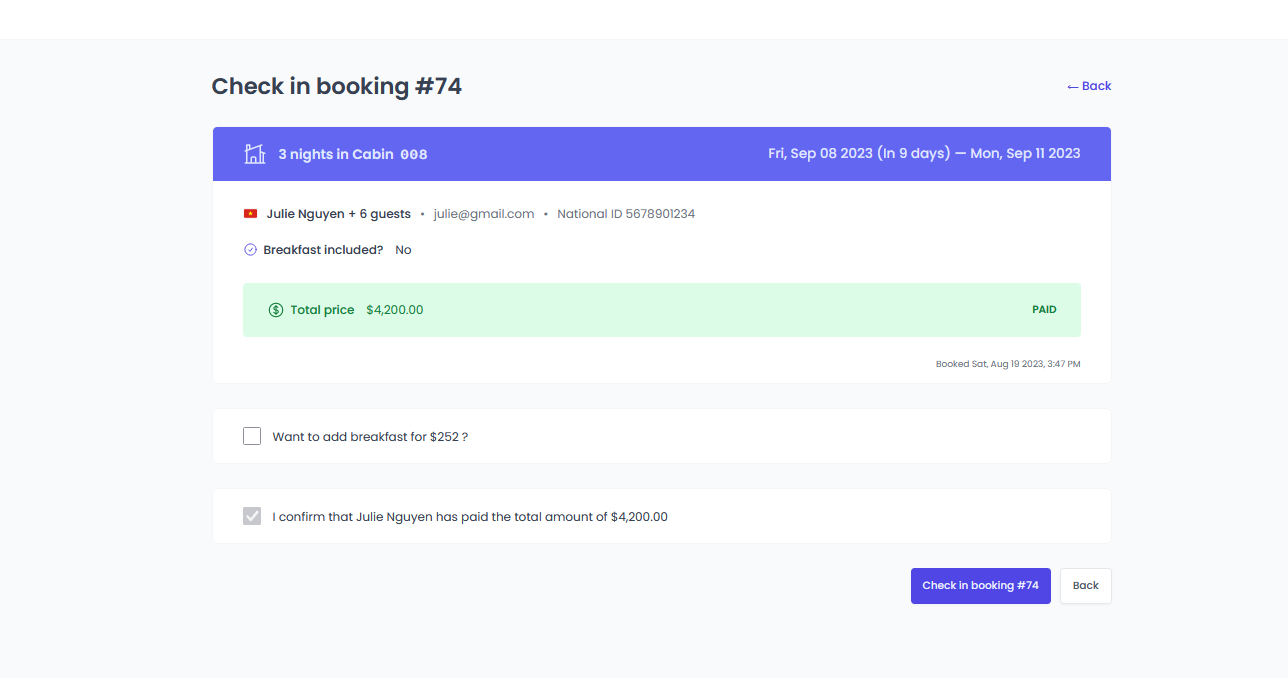 Check in booking #74
← Back
3 nights in Cabin 008
Fri, Sep 08 2023 (In 9 days) — Mon, Sep 11 2023
Julie Nguyen + 6 guests • julie@gmail.com • National ID 5678901234
Breakfast included? No
Total price $4,200.00
PAID
Booked Sat, Aug 19 2023, 3:47 PM
Want to add breakfast for $252 ?
I confirm that Julie Nguyen has paid the total amount of $4,200.00
Check in booking #74
Back